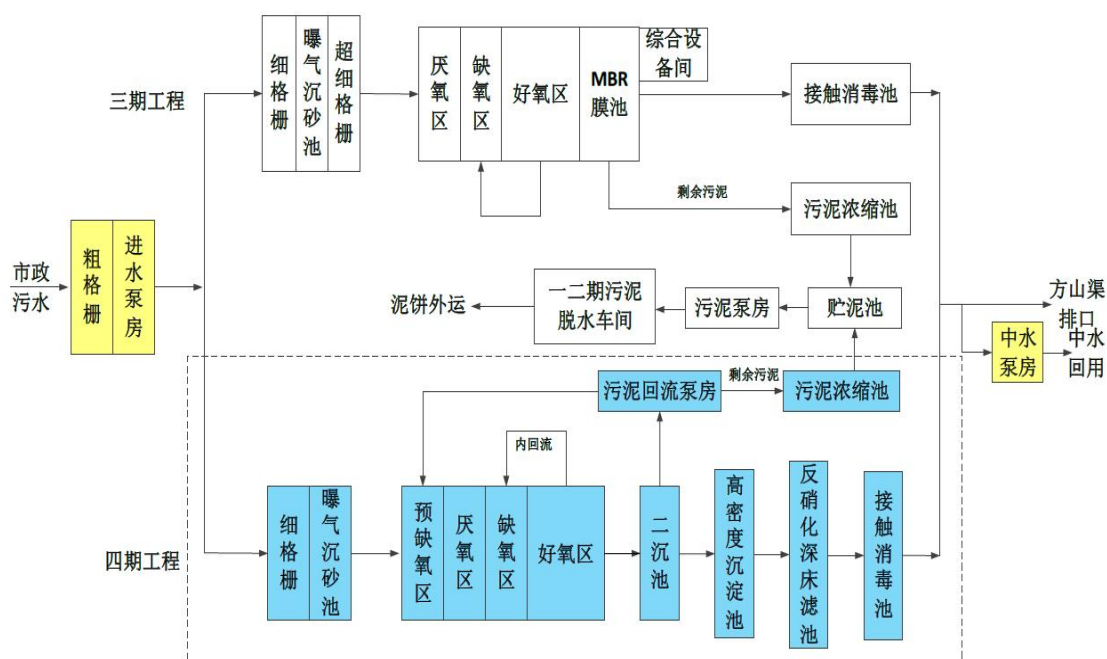 三期工程
细格栅
曝气沉砂池
超细格栅
厌氧区
缺氧区
好氧区
MBR
膜池
综合设
备间
接触消毒池
剩余污泥
污泥浓缩池
市政
污水
粗格栅
进水泵房
泥饼外运
一二期污泥
脱水车间
污泥泵房
贮泥池
方山渠
排口
中水
泵房
中水
回用
污泥回流泵房
剩余污泥
污泥浓缩池
内回流
四期工程
细格栅
曝气沉砂池
预缺氧区
厌氧区
缺氧区
好氧区
二沉池
高密度沉淀池
反硝化深床滤池
接触消毒池